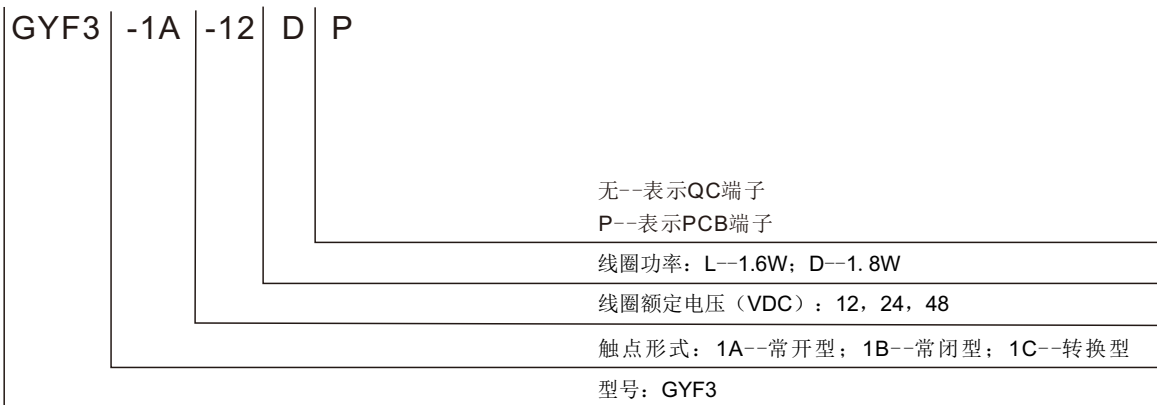 GYF3 -1A -12 D P
无--表示QC端子
P--表示PCB端子
线圈功率：L--1.6W；D--1. 8W
线圈额定电压（VDC）：12，24，48
触点形式：1A--常开型；1B--常闭型；1C--转换型
型号：GYF3